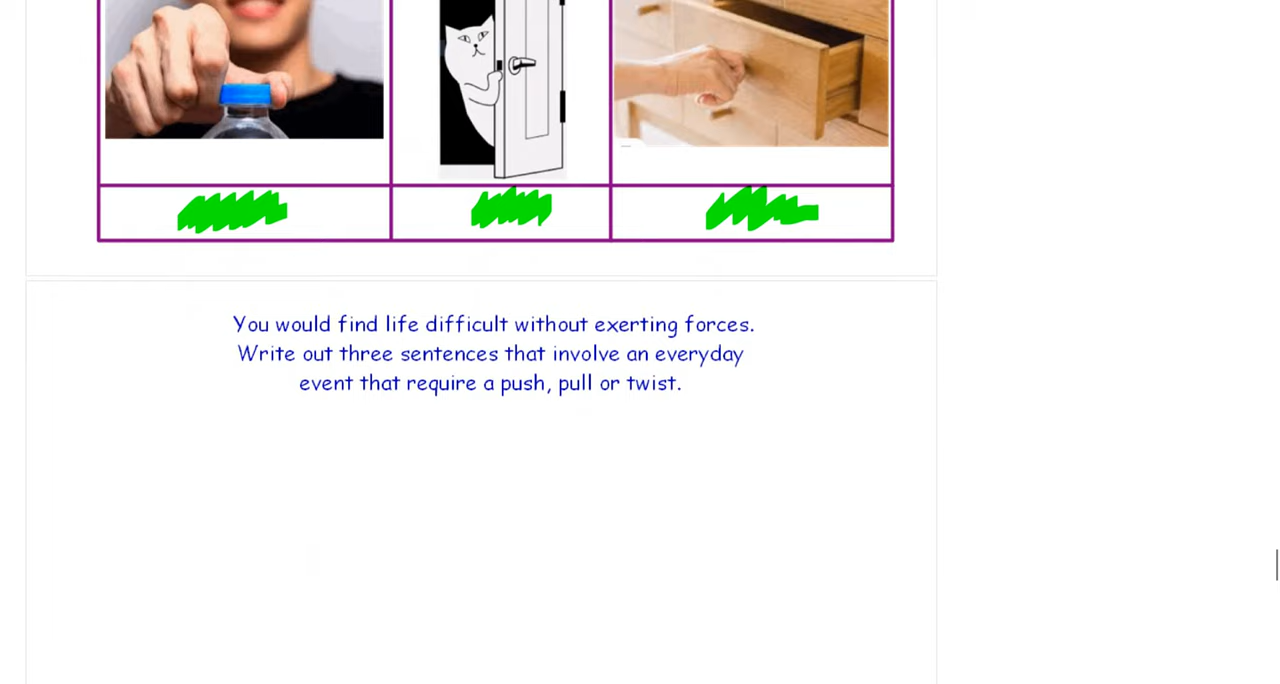 You would find life difficult without exerting forces.
Write out three sentences that involve an everyday
event that require a push, pull or twist.